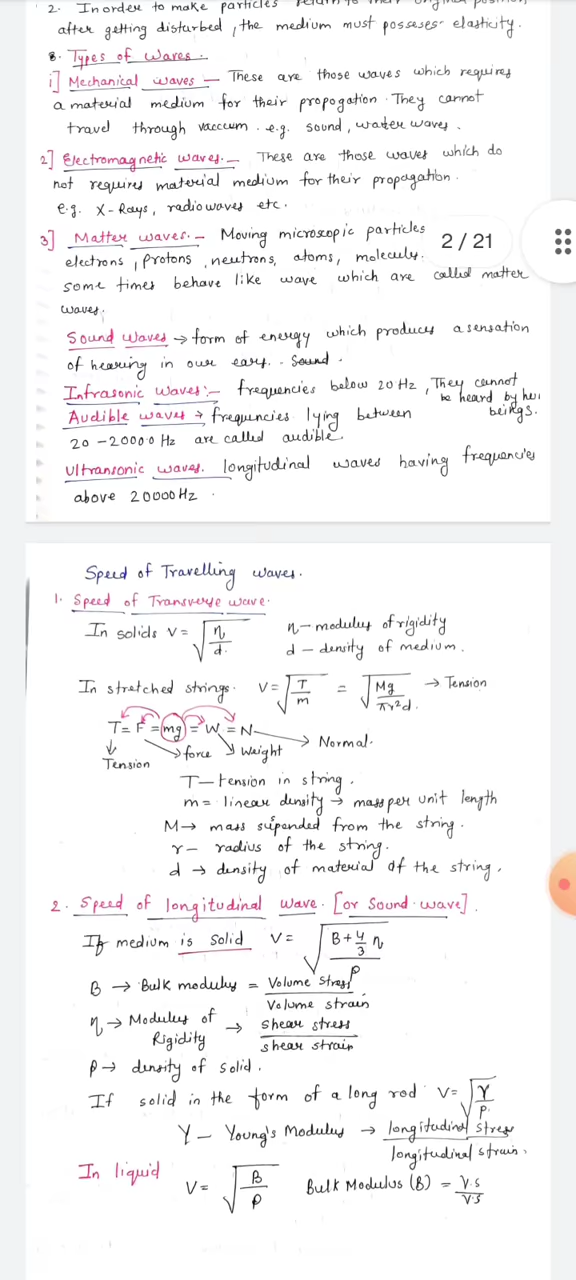 2. Inorder to make particles return to their original position
after getting disturbed, the medium must posseses elasticity.
8. Types of waves.
1] Mechanical waves — These are those waves which requires
a material medium for their propogation. They cannot
travel through vaccum. e.g. sound, water waves.
2] Electromagnetic waves. — These are those waves which do
not requires material medium for their propagation.
e.g. X-Rays, radiowaves etc.
3] Matter waves. — Moving microscopic particles
2 / 21
electrons, protons, neutrons, atoms, molecules.
some times behave like wave which are called matter
waves.
Sound waves → form of energy which produces a sensation
of hearing in our ears. - Sound.
Infrasonic waves:— frequencies below 20 Hz, They cannot
be heard by
Audible waves → frequencies lying between
beings.
20 - 20000 Hz are called audible.
Ultransonic waves. longitudinal waves having frequencies
above 20000 Hz.
Speed of Travelling waves.
1. Speed of Transverse wave.
In solids V = √(η/d) η — modulus of rigidity
d — density of medium.
In stretched strings. V = √(T/m) = √(Mg/πr²d) → Tension
T = F = mg = W = N → Normal.
Tension → force → Weight
T — tension in string.
m = linear density → mass per unit length
M → mass supended from the string.
r — radius of the string.
d → density of material of the string.
2. Speed of longitudinal wave. [or Sound wave].
If medium is solid V = √((B + 4/3 η)/ρ)
B → Bulk modulus = Volume stress / Volume strain
η → Modulus of Rigidity → shear stress / shear strain
ρ → density of solid.
If solid in the form of a long rod V = √(Y/ρ)
Y — Young's Modulus → longitudinal stress / longitudinal strain.
In liquid V = √(B/ρ) Bulk Modulus (B) = V.S / V.S